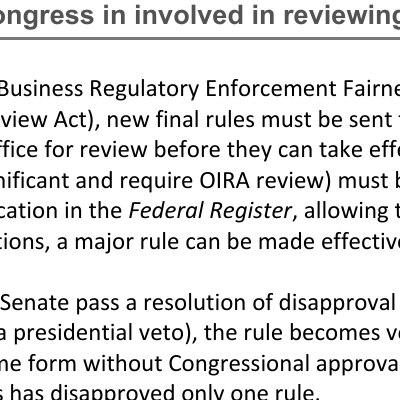 ongress in involved in reviewing
Business Regulatory Enforcement Fairne
view Act), new final rules must be sent
ffice for review before they can take eff
nificant and require OIRA review) must b
cation in the Federal Register, allowing t
tions, a major rule can be made effectiv
Senate pass a resolution of disapproval
a presidential veto), the rule becomes v
me form without Congressional approva
s has disapproved only one rule.